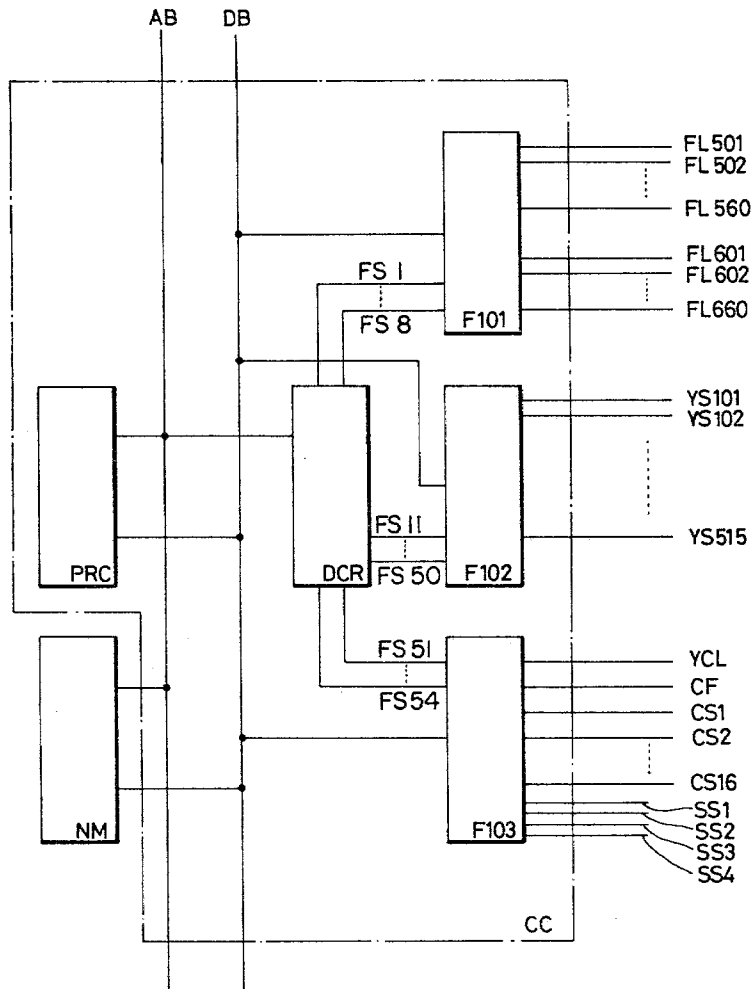 AB DB
FL501
FL502
FL560
FL601
FL602
FL660
FS 1
FS 8
F101
YS101
YS102
YS515
FS 11
FS 50
PRC
DCR
F102
FS 51
FS54
YCL
CF
CS1
CS2
CS16
SS1
SS2
SS3
SS4
NM
F103
CC